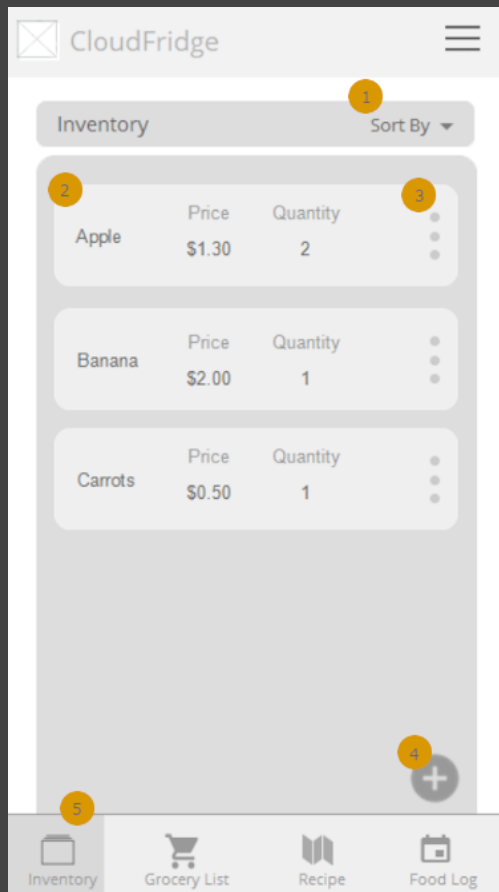 CloudFridge
1
Inventory Sort By
2 3
Price Quantity
Apple
$1.30 2
Price Quantity
Banana
$2.00 1
Price Quantity
Carrots
$0.50 1
4
5
Inventory Grocery List Recipe Food Log